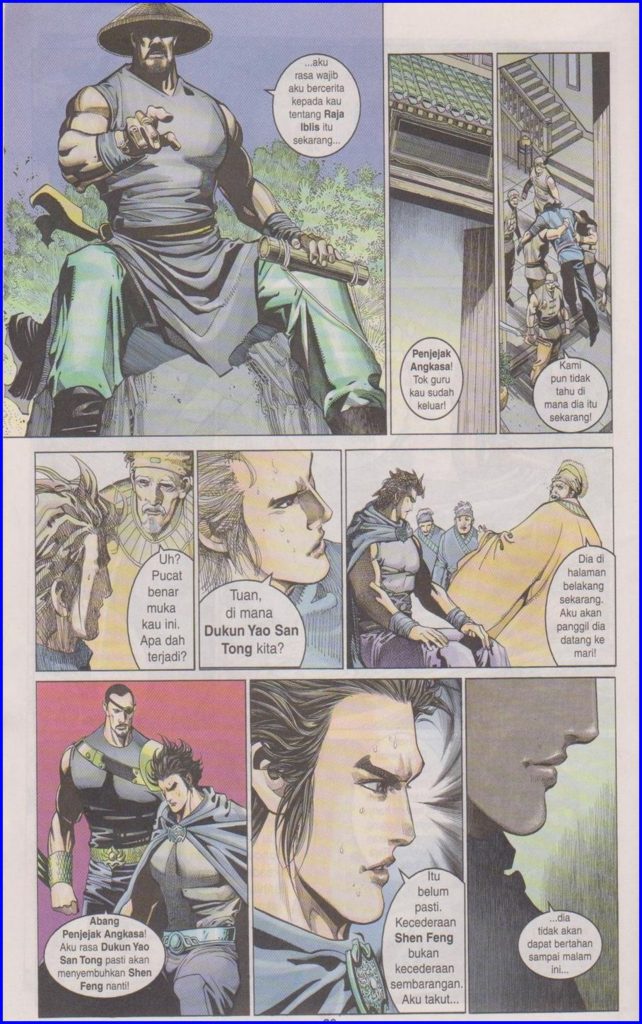 ...aku
rasa wajib
aku bercerita
kepada kau
tentang Raja
Iblis itu
sekarang...
Penjejak
Angkasa!
Tok guru
kau sudah
keluar!
Kami
pun tidak
tahu di
mana dia itu
sekarang!
Uh?
Pucat
benar
muka
kau ini.
Apa dah
terjadi?
Tuan,
di mana
Dukun Yao San
Tong kita?
Dia di
halaman
belakang
sekarang.
Aku akan
panggil dia
datang ke
mari!
Abang
Penjejak Angkasa!
Aku rasa Dukun Yao
San Tong pasti akan
menyembuhkan Shen
Feng nanti!
Itu
belum
pasti.
Kecederaan
Shen Feng
bukan
kecederaan
sembarangan.
Aku takut...
...dia
tidak akan
dapat bertahan
sampai malam
ini...